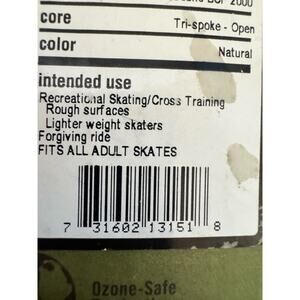 2000
core Tri-spoke - Open
color Natural
intended use
Recreational Skating/Cross Training
Rough surfaces
Lighter weight skaters
Forgiving ride
FITS ALL ADULT SKATES
7 31602 13151 8
Ozone-Safe